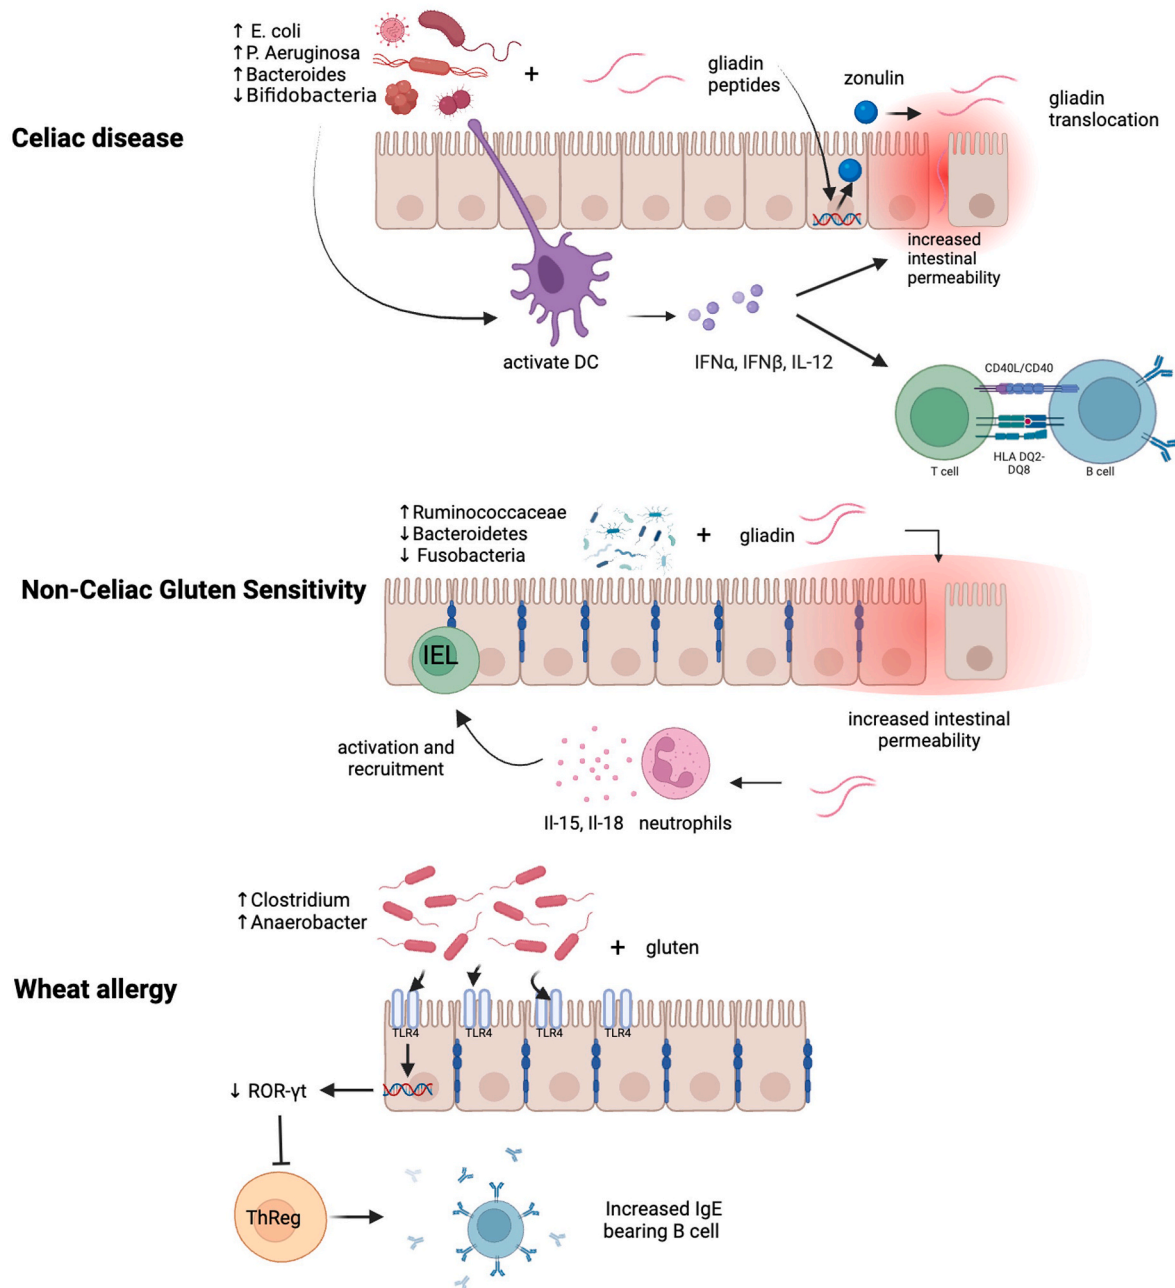 ↑ E. coli
↑P. Aeruginosa
↑Bacteroides
↓Bifidobacteria
+
gliadin
peptides
zonulin
gliadin
translocation
Celiac disease
increased
intestinal
permeability
activate DC
IFNα, IFNβ, IL-12
CD40L/CD40
HLA DQ2-
DQ8
T cell
B cell
↑Ruminococcaceae
↓Bacteroidetes
↓ Fusobacteria
+
gliadin
Non-Celiac Gluten Sensitivity
IEL
increased intestinal
permeability
activation and
recruitment
Il-15, Il-18
neutrophils
↑Clostridium
↑Anaerobacter
+
gluten
Wheat allergy
TLR4
TLR4
TLR4
TLR4
↓ ROR-γt
ThReg
Increased IgE
bearing B cell